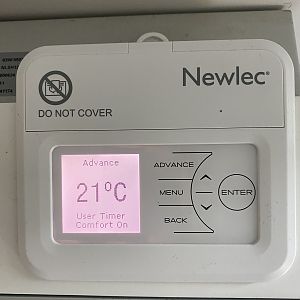 Newlec®
DO NOT COVER
Advance
21°C
User Timer
Comfort On
ADVANCE
MENU
BACK
ENTER